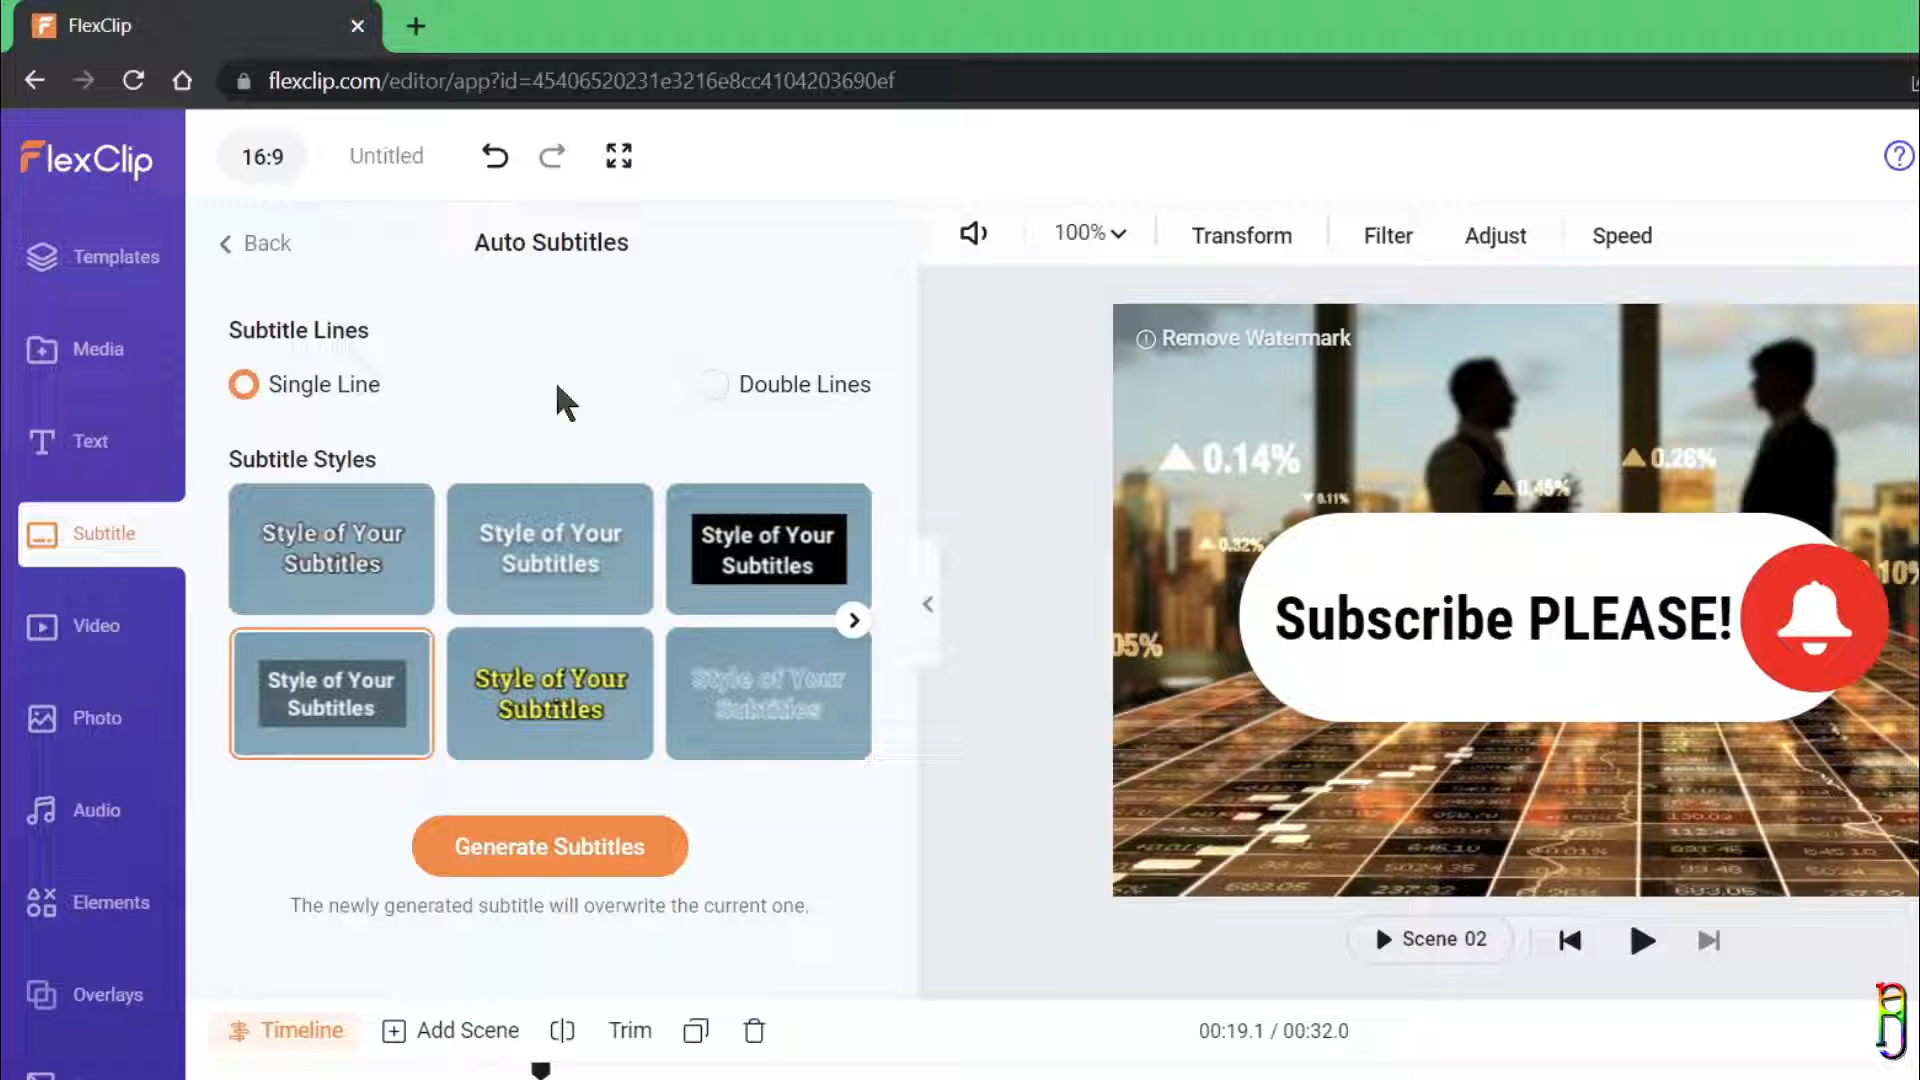 FlexClip
flexclip.com/editor/app?id=45406520231e3216e8cc4104203690ef
FlexClip
16:9
Untitled
Templates
Media
Text
Subtitle
Video
Photo
Audio
Elements
Overlays
Back
Auto Subtitles
Subtitle Lines
Single Line
Double Lines
Subtitle Styles
Style of Your
Subtitles
Style of Your
Subtitles
Style of Your
Subtitles
Style of Your
Subtitles
Style of Your
Subtitles
Style of Your
Subtitles
Generate Subtitles
The newly generated subtitle will overwrite the current one.
100%
Transform
Filter
Adjust
Speed
Remove Watermark
0.14%
0.26%
0.11%
0.45%
0.32%
Subscribe PLEASE!
Scene 02
Timeline
Add Scene
Trim
00:19.1 / 00:32.0